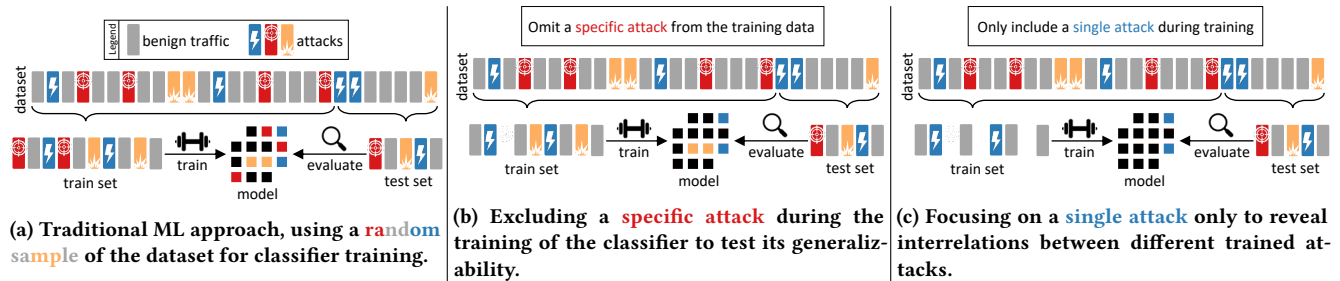 Legend
benign traffic
attacks
dataset
train
evaluate
train set
model
test set
(a) Traditional ML approach, using a random
sample of the dataset for classifier training.
Omit a specific attack from the training data
dataset
train
evaluate
train set
model
test set
(b) Excluding a specific attack during the
training of the classifier to test its generaliz-
ability.
Only include a single attack during training
dataset
train
evaluate
train set
model
test set
(c) Focusing on a single attack only to reveal
interrelations between different trained at-
tacks.